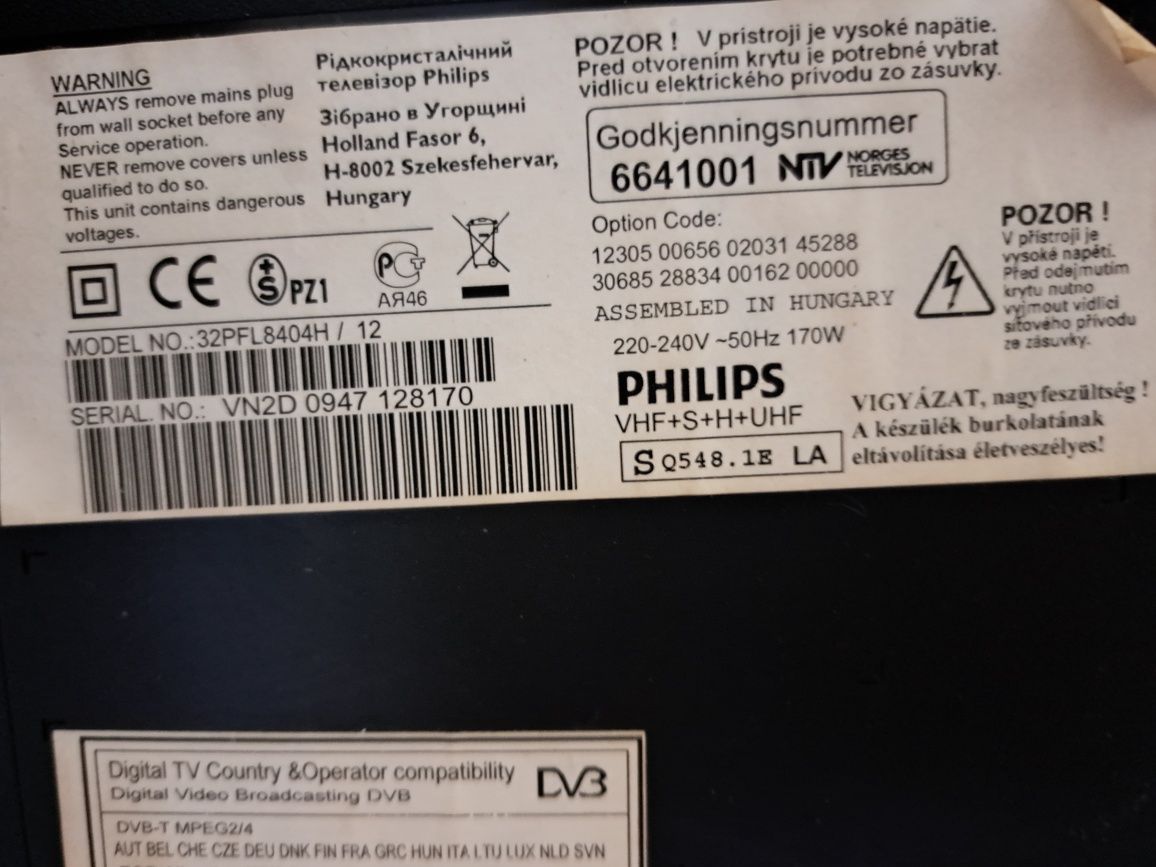 WARNING
ALWAYS remove mains plug
from wall socket before any
Service operation.
NEVER remove covers unless
qualified to do so.
This unit contains dangerous
voltages.
Рідкокристалічний
телевізор Philips
Зібрано в Угорщині
Holland Fasor 6,
H-8002 Szekesfehervar,
Hungary
POZOR ! V prístroji je vysoké napätie.
Pred otvorením krytu je potrebné vybrat
vidlicu elektrického prívodu zo zásuvky.
Godkjenningsnummer
6641001 NTV NORGES
TELEVISJON
CE
PZ1
АЯ46
Option Code:
12305 00656 02031 45288
30685 28834 00162 00000
ASSEMBLED IN HUNGARY
220-240V ~50Hz 170W
PHILIPS
VHF+S+H+UHF
S Q548.1E LA
POZOR !
V přístroji je
vysoké napětí.
Před odejmutím
krytu nutno
vyjmout vidlici
síťového přívodu
ze zásuvky.
VIGYÁZAT, nagyfeszültség !
A készülék burkolatának
eltávolítása életveszélyes!
MODEL NO.:32PFL8404H / 12
SERIAL. NO.: VN2D 0947 128170
Digital TV Country &Operator compatibility
Digital Video Broadcasting DVB
DVB
DVB-T MPEG2/4
AUT BEL CHE CZE DEU DNK FIN FRA GRC HUN ITA LTU LUX NLD SVN